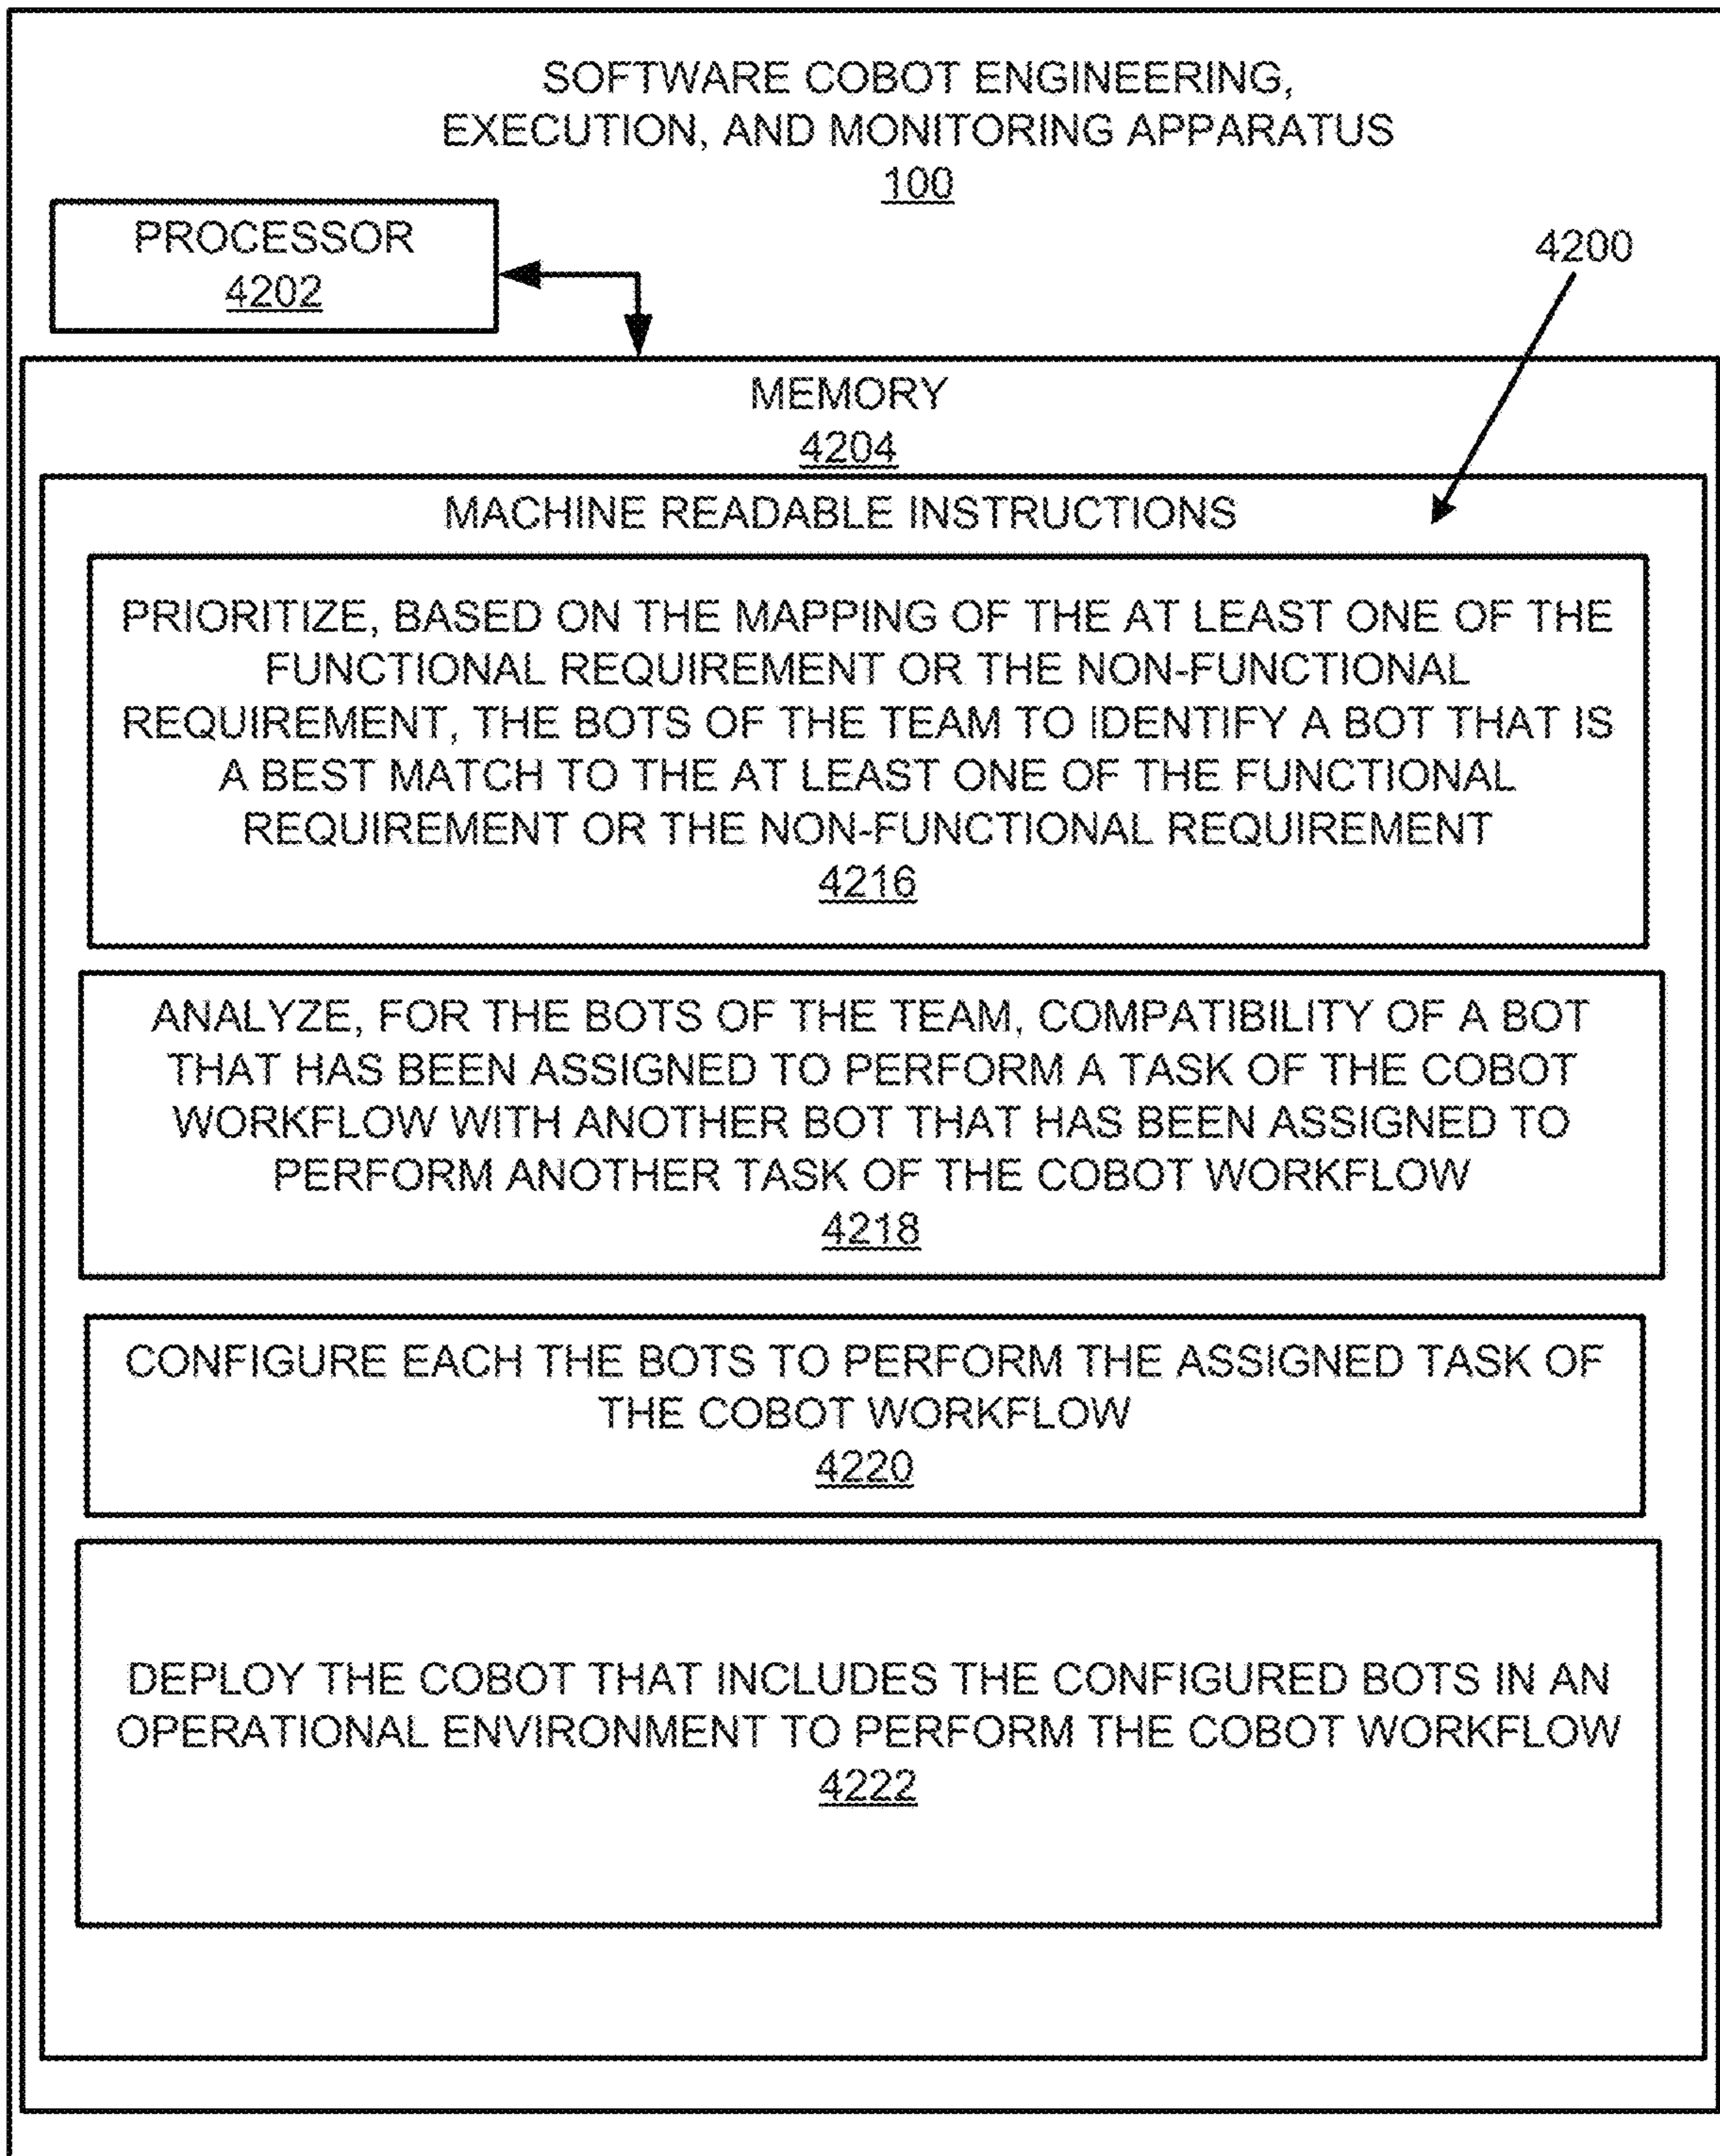 SOFTWARE COBOT ENGINEERING,
EXECUTION, AND MONITORING APPARATUS
100
PROCESSOR
4202
4200
MEMORY
4204
MACHINE READABLE INSTRUCTIONS
PRIORITIZE, BASED ON THE MAPPING OF THE AT LEAST ONE OF THE
FUNCTIONAL REQUIREMENT OR THE NON-FUNCTIONAL
REQUIREMENT, THE BOTS OF THE TEAM TO IDENTIFY A BOT THAT IS
A BEST MATCH TO THE AT LEAST ONE OF THE FUNCTIONAL
REQUIREMENT OR THE NON-FUNCTIONAL REQUIREMENT
4216
ANALYZE, FOR THE BOTS OF THE TEAM, COMPATIBILITY OF A BOT
THAT HAS BEEN ASSIGNED TO PERFORM A TASK OF THE COBOT
WORKFLOW WITH ANOTHER BOT THAT HAS BEEN ASSIGNED TO
PERFORM ANOTHER TASK OF THE COBOT WORKFLOW
4218
CONFIGURE EACH THE BOTS TO PERFORM THE ASSIGNED TASK OF
THE COBOT WORKFLOW
4220
DEPLOY THE COBOT THAT INCLUDES THE CONFIGURED BOTS IN AN
OPERATIONAL ENVIRONMENT TO PERFORM THE COBOT WORKFLOW
4222